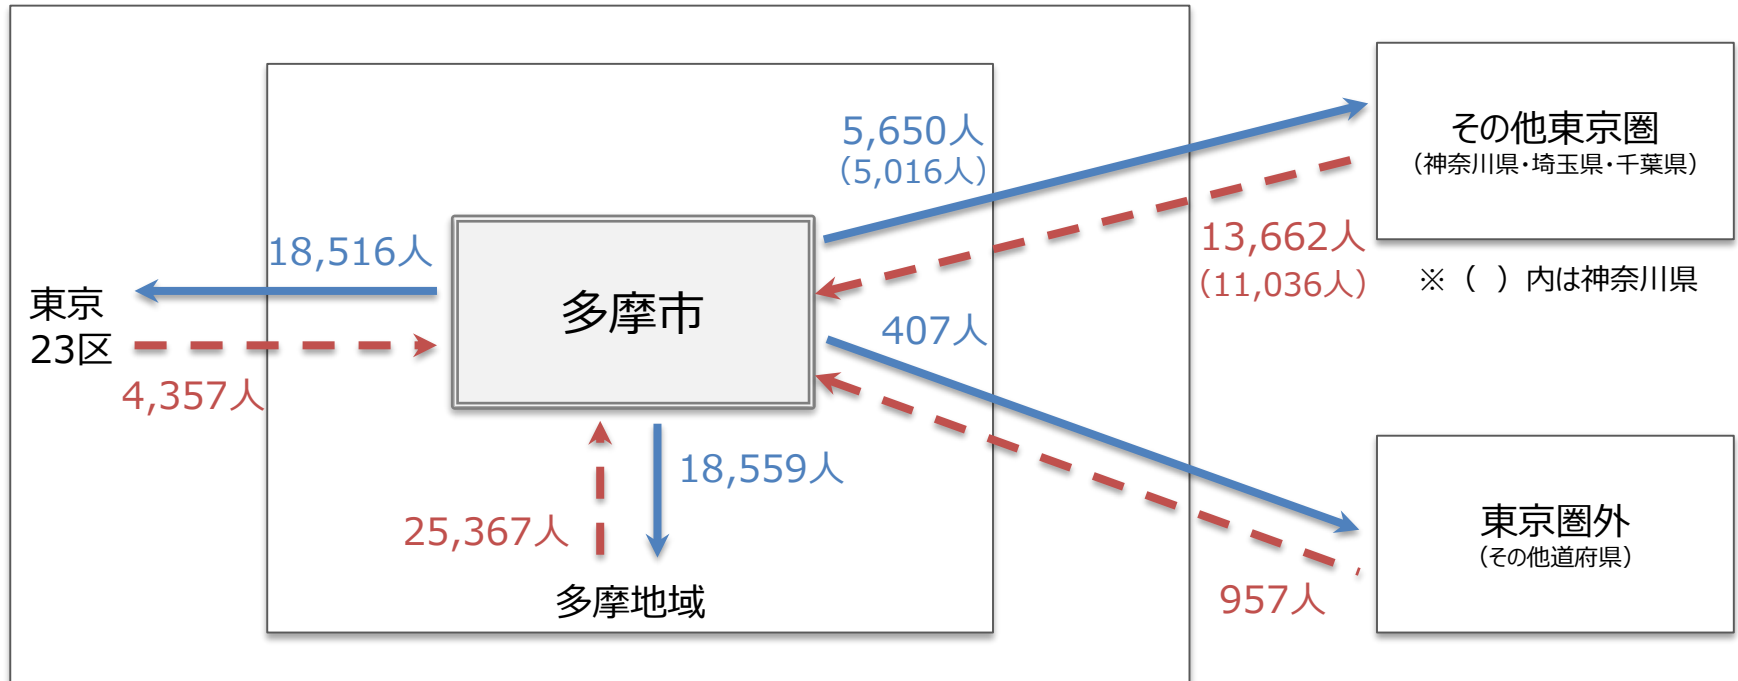 5,650人
（5,016人）
その他東京圏
（神奈川県・埼玉県・千葉県）
18,516人
13,662人
（11,036人）
※（ ）内は神奈川県
東京
23区
多摩市
407人
4,357人
18,559人
25,367人
東京圏外
（その他道府県）
957人
多摩地域